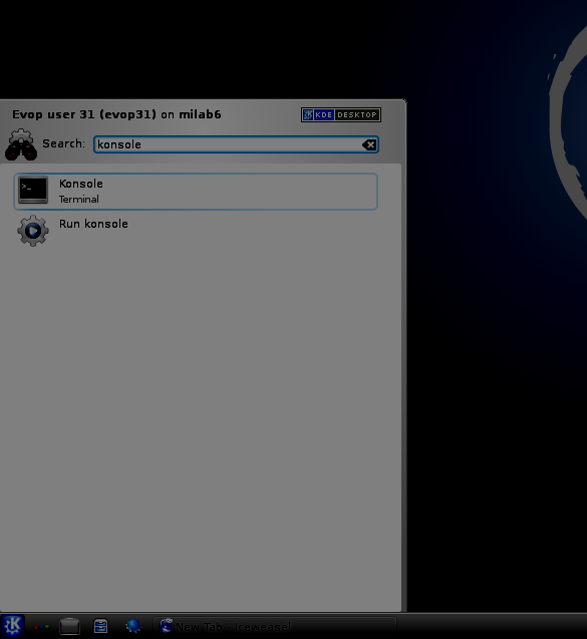 Evop user 31 (evop31) on milab6
KDE DESKTOP
Search: konsole
Konsole
Terminal
Run konsole
New Tab - Iceweasel